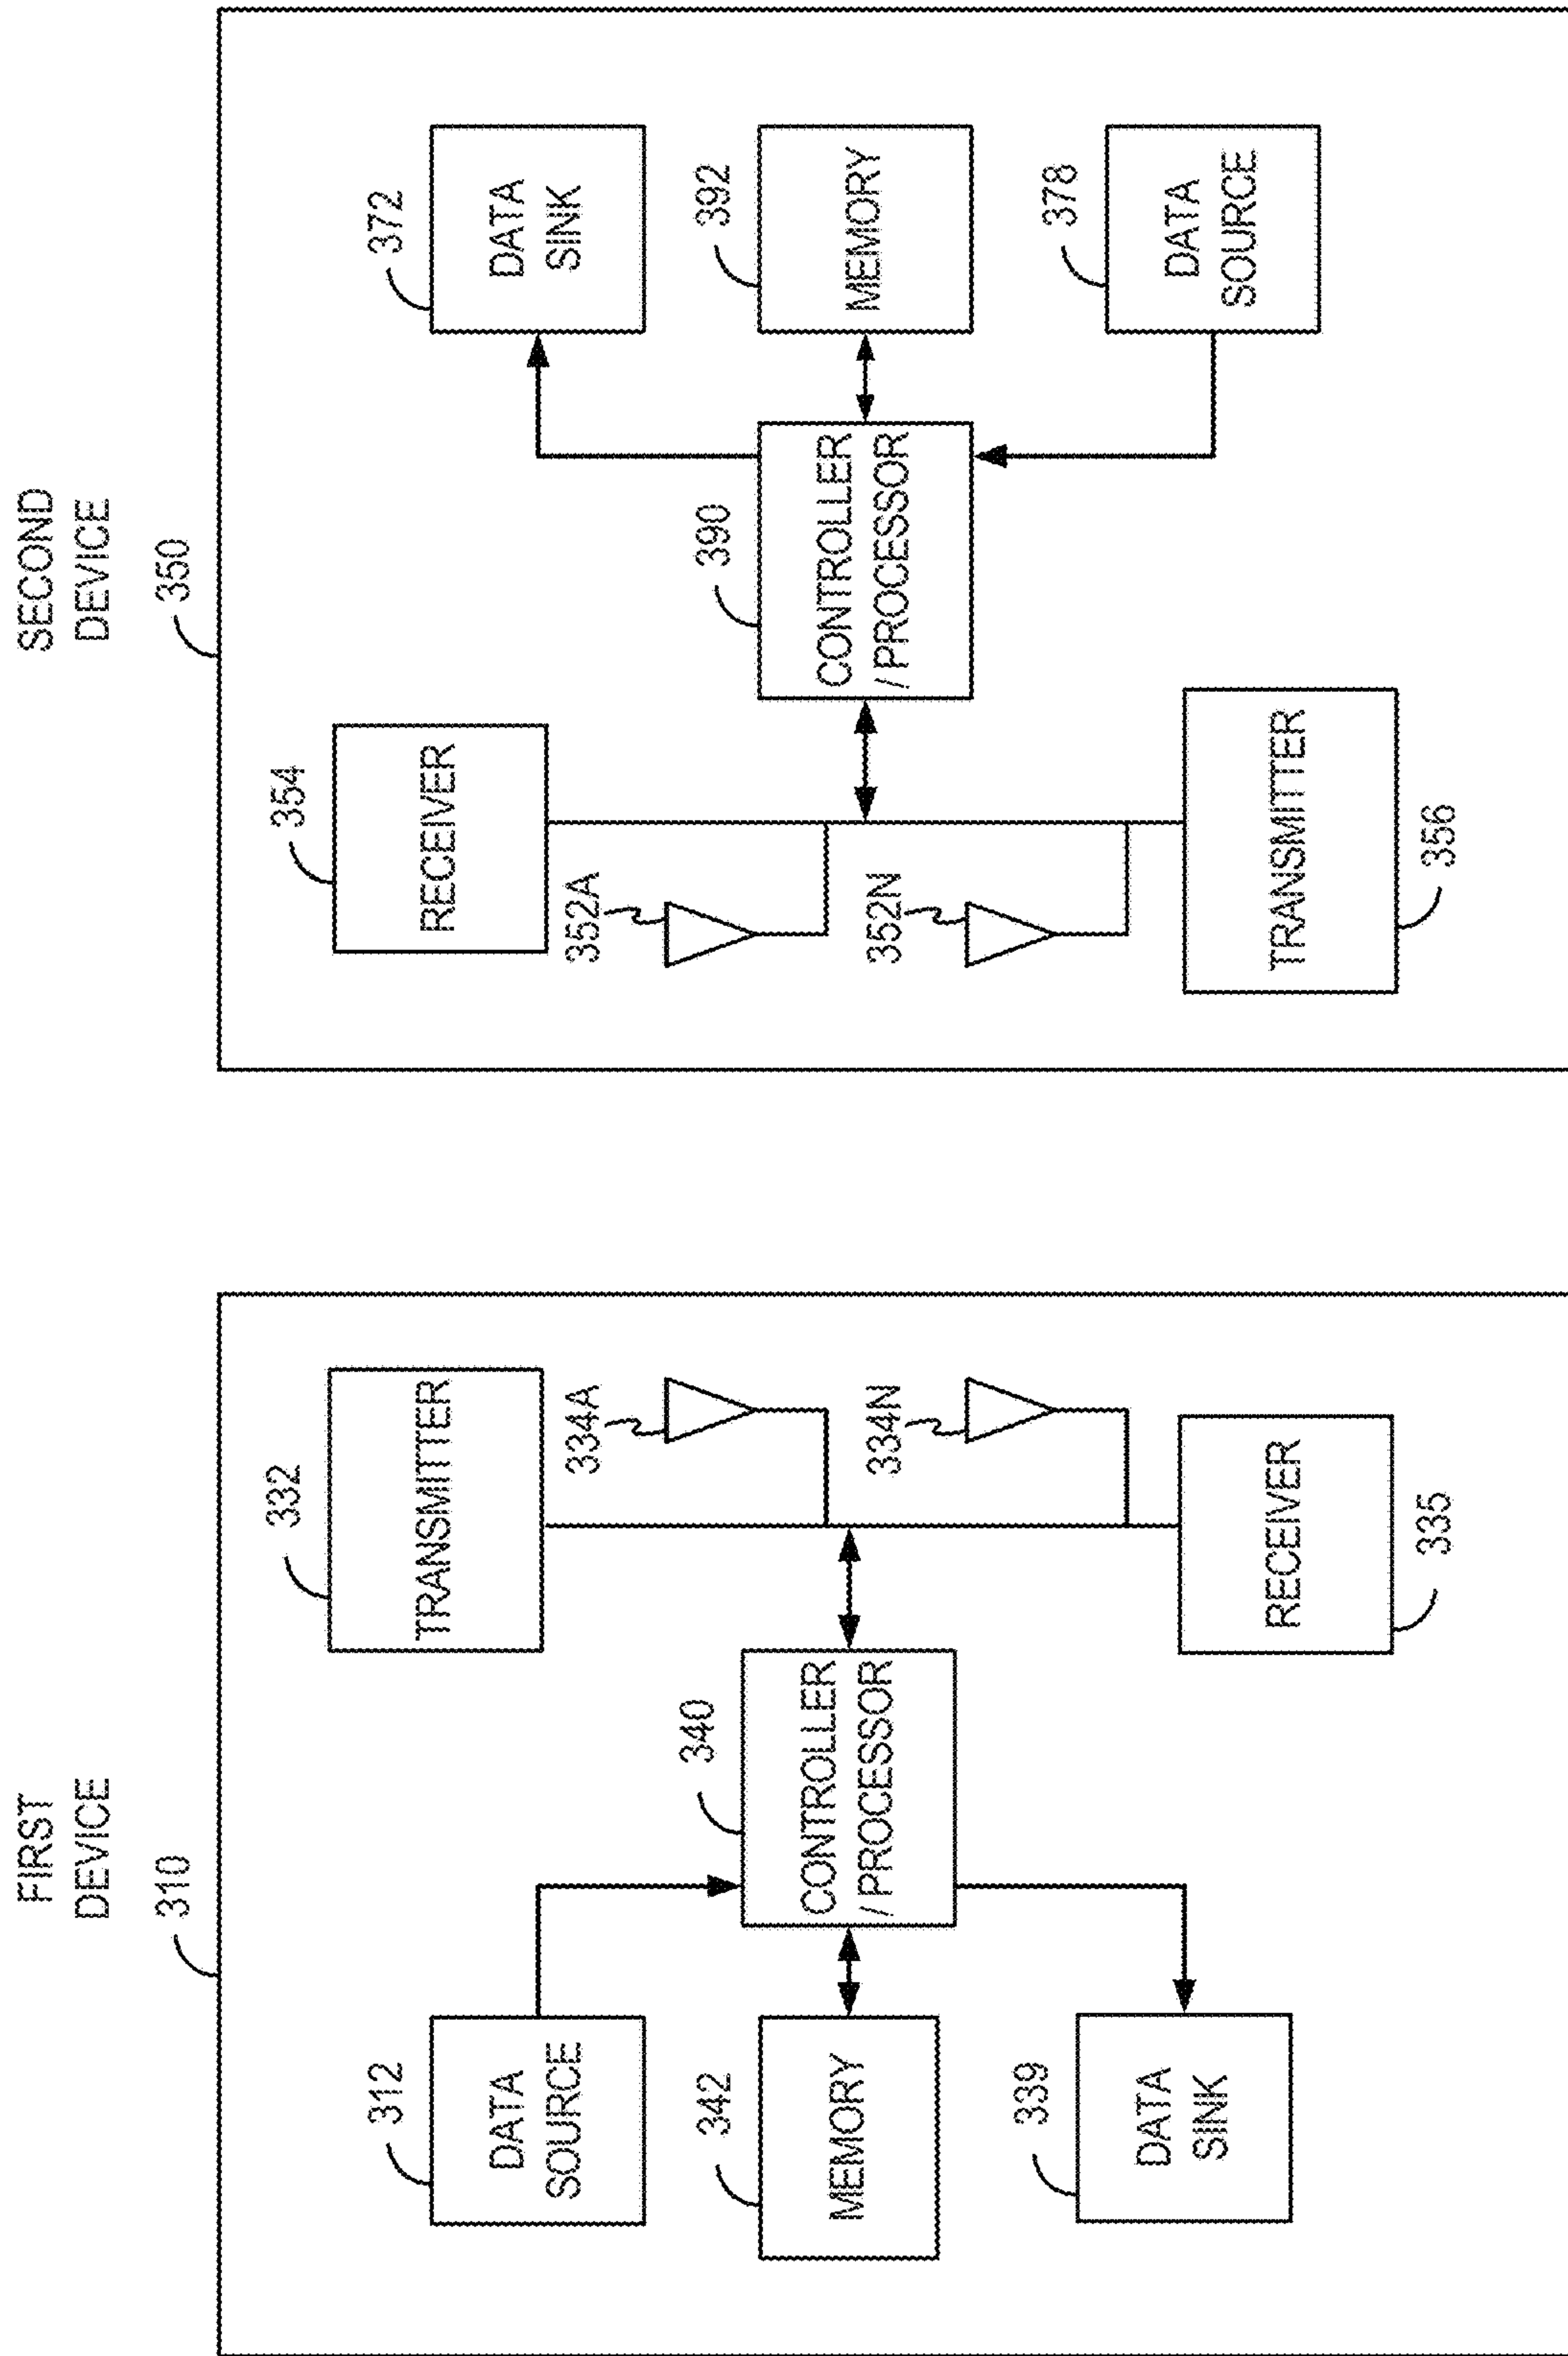 FIRST
DEVICE
310
312
DATA
SOURCE
342
MEMORY
339
DATA
SINK
340
CONTROLLER
/ PROCESSOR
332
TRANSMITTER
334A
334N
RECEIVER
335
SECOND
DEVICE
350
354
RECEIVER
352A
352N
TRANSMITTER
356
390
CONTROLLER
/ PROCESSOR
372
DATA
SINK
392
MEMORY
378
DATA
SOURCE